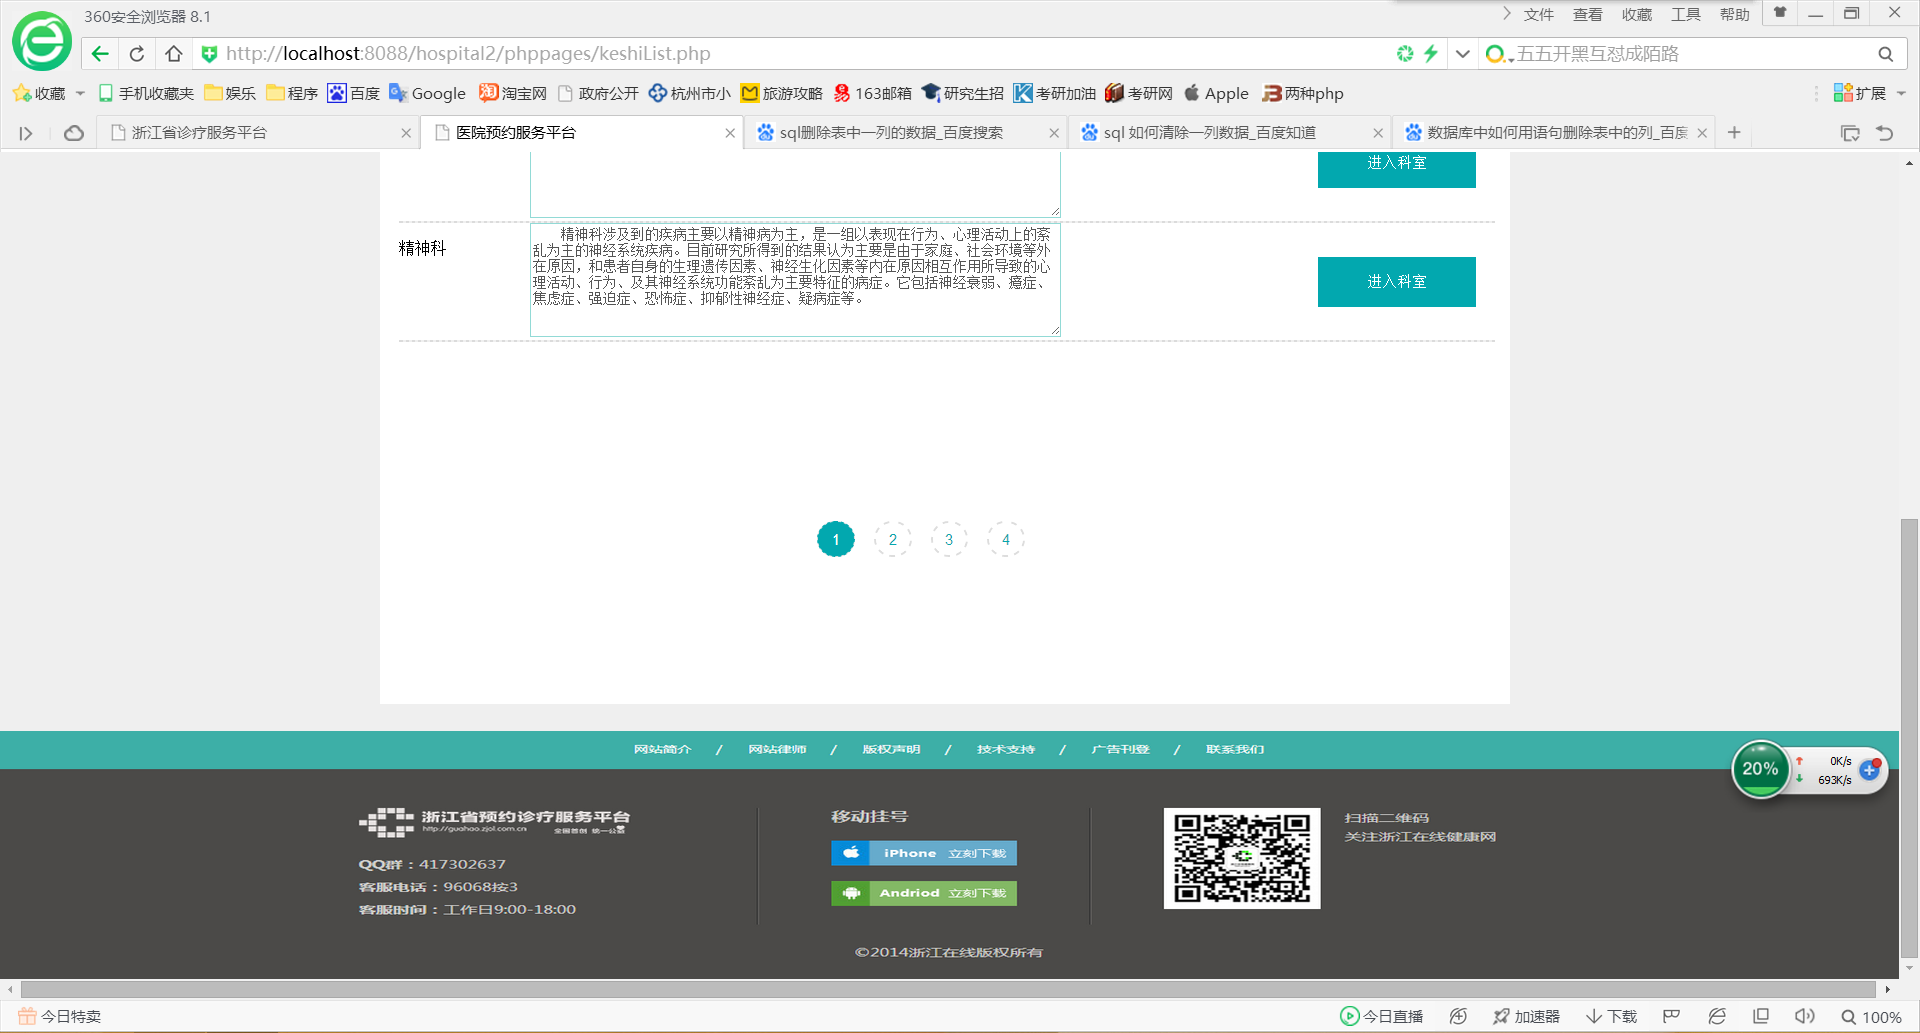 360安全浏览器 8.1
文件 查看 收藏 工具 帮助
http://localhost:8088/hospital2/phppages/keshiList.php
五五开黑互怼成陌路
收藏 手机收藏夹 娱乐 程序 百度 Google 淘宝网 政府公开 杭州市小 旅游攻略 163邮箱 研究生招 考研加油 考研网 Apple 两种php 扩展
浙江省诊疗服务平台 医院预约服务平台 sql删除表中一列的数据_百度搜索 sql 如何清除一列数据_百度知道 数据库中如何用语句删除表中的列_百度
进入科室
精神科
精神科涉及到的疾病主要以精神病为主，是一组以表现在行为、心理活动上的紊
乱为主的神经系统疾病。目前研究所得到的结果认为主要是由于家庭、社会环境等外
在原因，和患者自身的生理遗传因素、神经生化因素等内在原因相互作用所导致的心
理活动、行为、及其神经系统功能紊乱为主要特征的病症。它包括神经衰弱、癔症、
焦虑症、强迫症、恐怖症、抑郁性神经症、疑病症等。
进入科室
1 2 3 4
网站简介 / 网站律师 / 版权声明 / 技术支持 / 广告刊登 / 联系我们
20% 0K/s
693K/s
浙江省预约诊疗服务平台
http://guahao.zjol.com.cn 全国首创 统一公益
QQ群：417302637
客服电话：96068按3
客服时间：工作日9:00-18:00
移动挂号
iPhone 立刻下载
Andriod 立刻下载
扫描二维码
关注浙江在线健康网
©2014浙江在线版权所有
今日特卖 今日直播 加速器 下载 100%